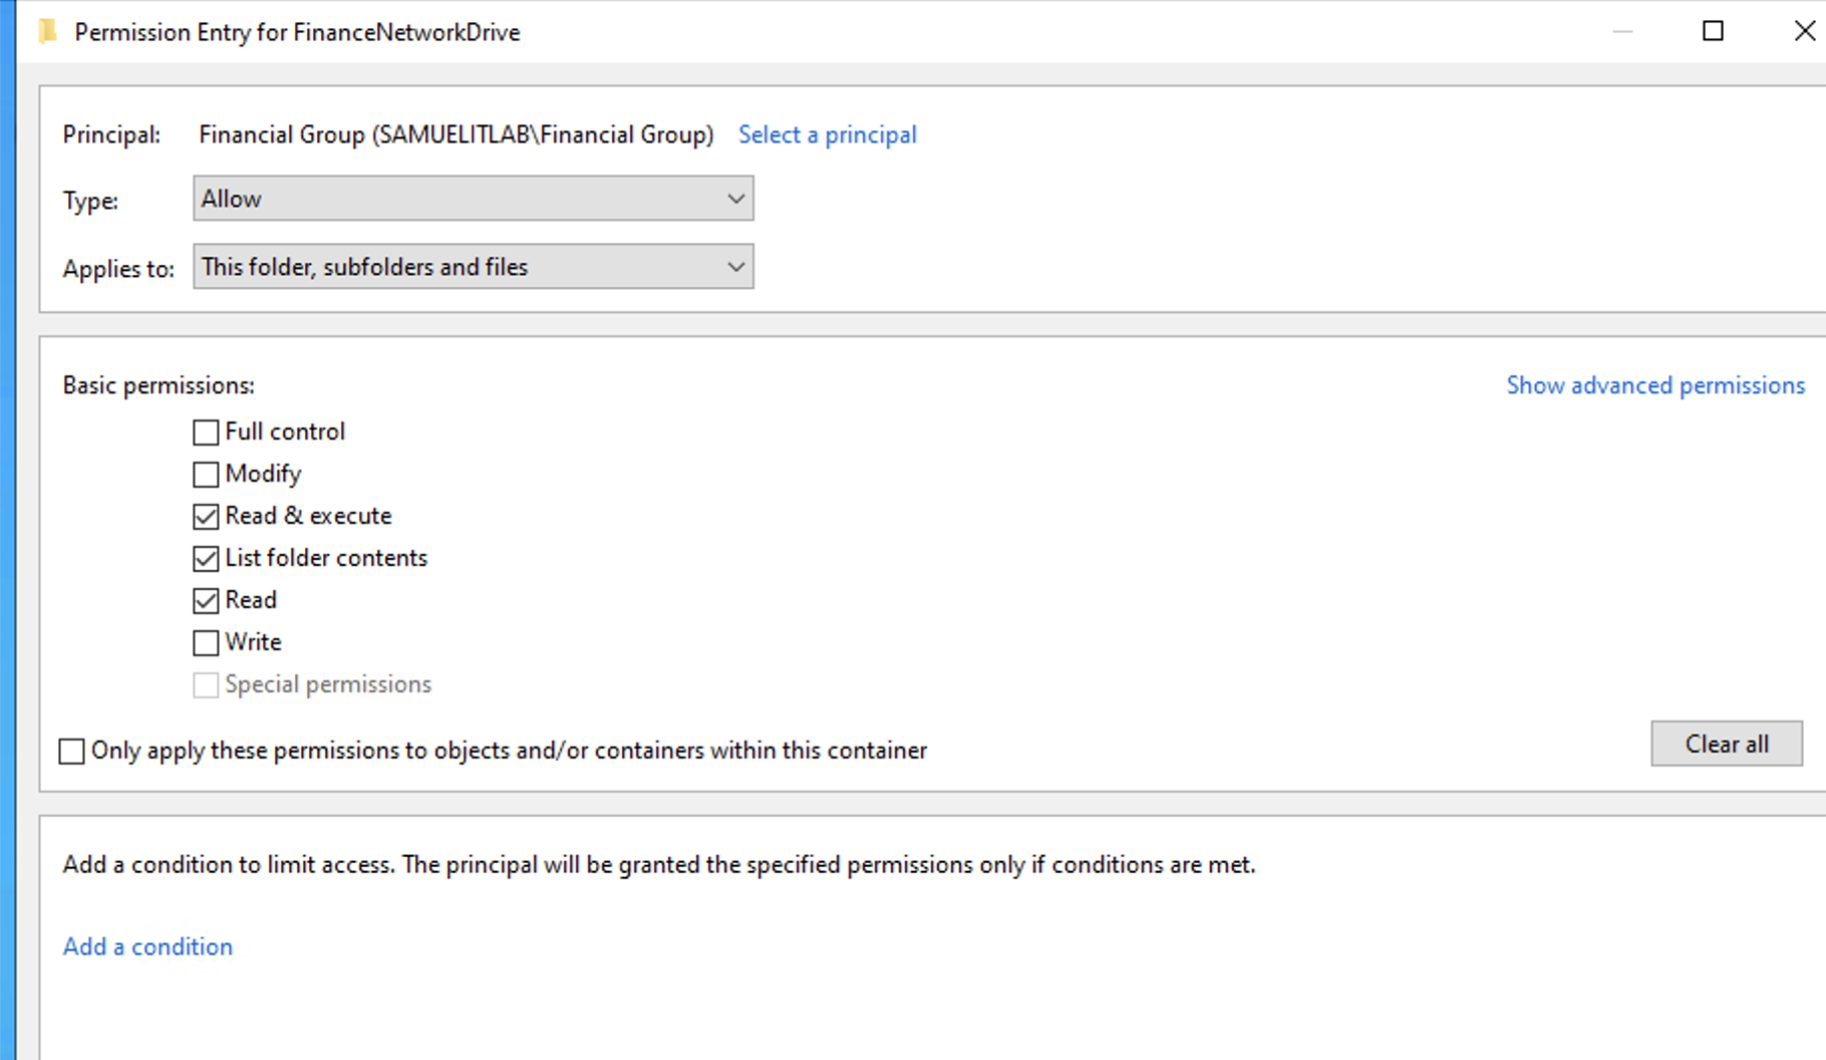 Permission Entry for FinanceNetworkDrive
Principal: Financial Group (SAMUELITLAB\Financial Group) Select a principal
Type: Allow
Applies to: This folder, subfolders and files
Basic permissions: Show advanced permissions
Full control
Modify
Read & execute
List folder contents
Read
Write
Special permissions
Only apply these permissions to objects and/or containers within this container
Clear all
Add a condition to limit access. The principal will be granted the specified permissions only if conditions are met.
Add a condition